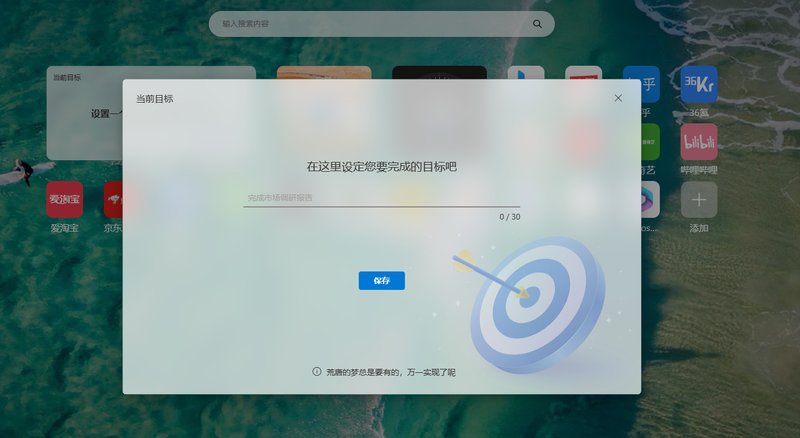 输入搜索内容
当前目标
设置一个
当前目标
在这里设定您要完成的目标吧
完成市场调研报告
0 / 30
保存
荒唐的梦总是要有的，万一实现了呢
乎
36Kr
乎
36氪
bilibili
哔哩哔哩
艺
爱淘宝
爱淘宝
京东
os...
添加